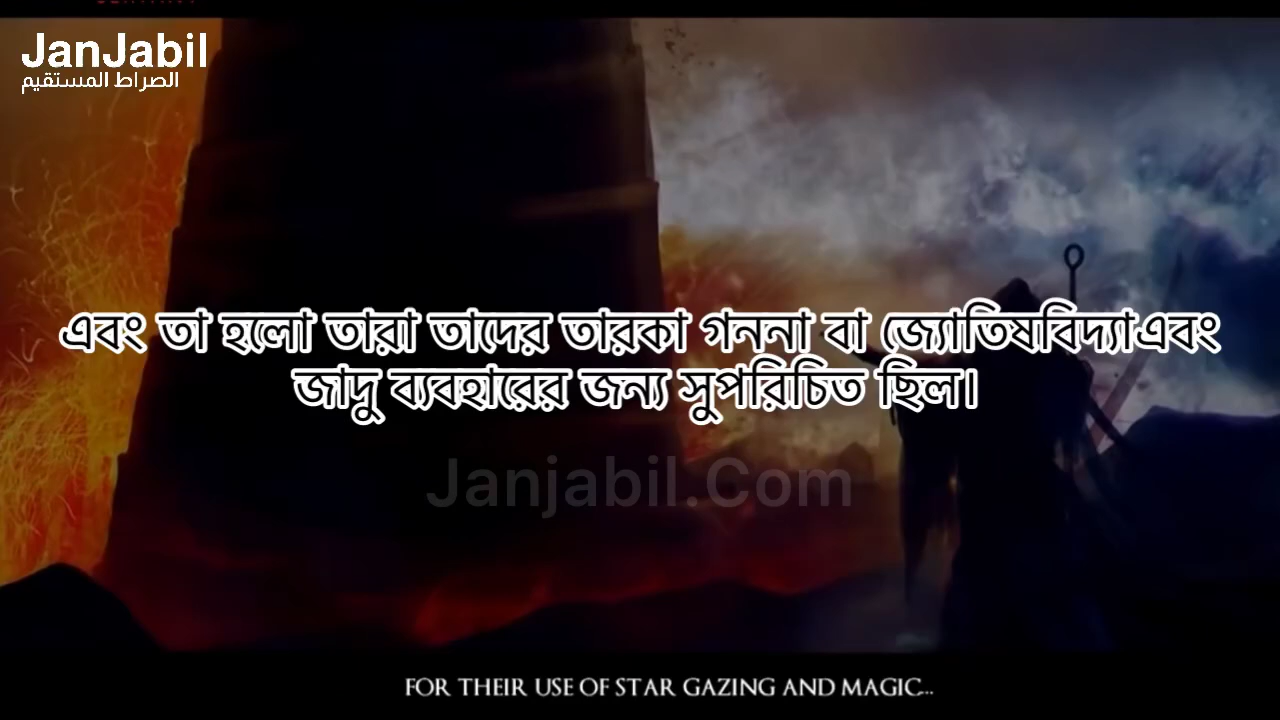 JanJabil
الصراط المستقيم
এবং তা হলো তারা তাদের তারকা গননা বা জ্যোতিষবিদ্যাএবং
জাদু ব্যবহারের জন্য সুপরিচিত ছিল।
Janjabil.Com
FOR THEIR USE OF STAR GAZING AND MAGIC...